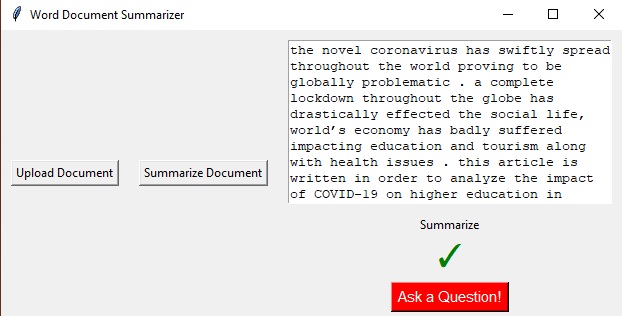 Word Document Summarizer
the novel coronavirus has swiftly spread
throughout the world proving to be
globally problematic . a complete
lockdown throughout the globe has
drastically effected the social life,
world’s economy has badly suffered
impacting education and tourism along
with health issues . this article is
written in order to analyze the impact
of COVID-19 on higher education in
Upload Document
Summarize Document
Summarize
Ask a Question!